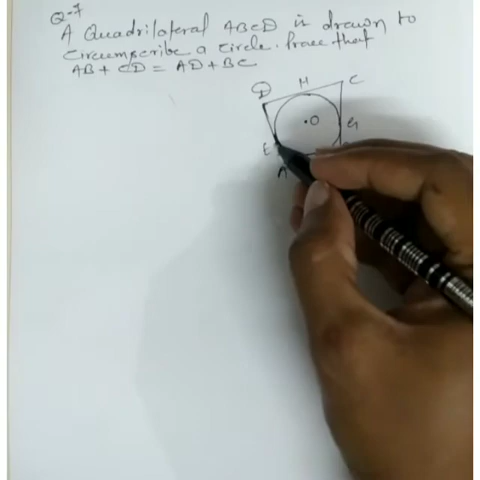 Q-7
A Quadrilateral ABCD is drawn to
circumscribe a circle. Prove that
AB + CD = AD + BC
D H C
O G
E
A